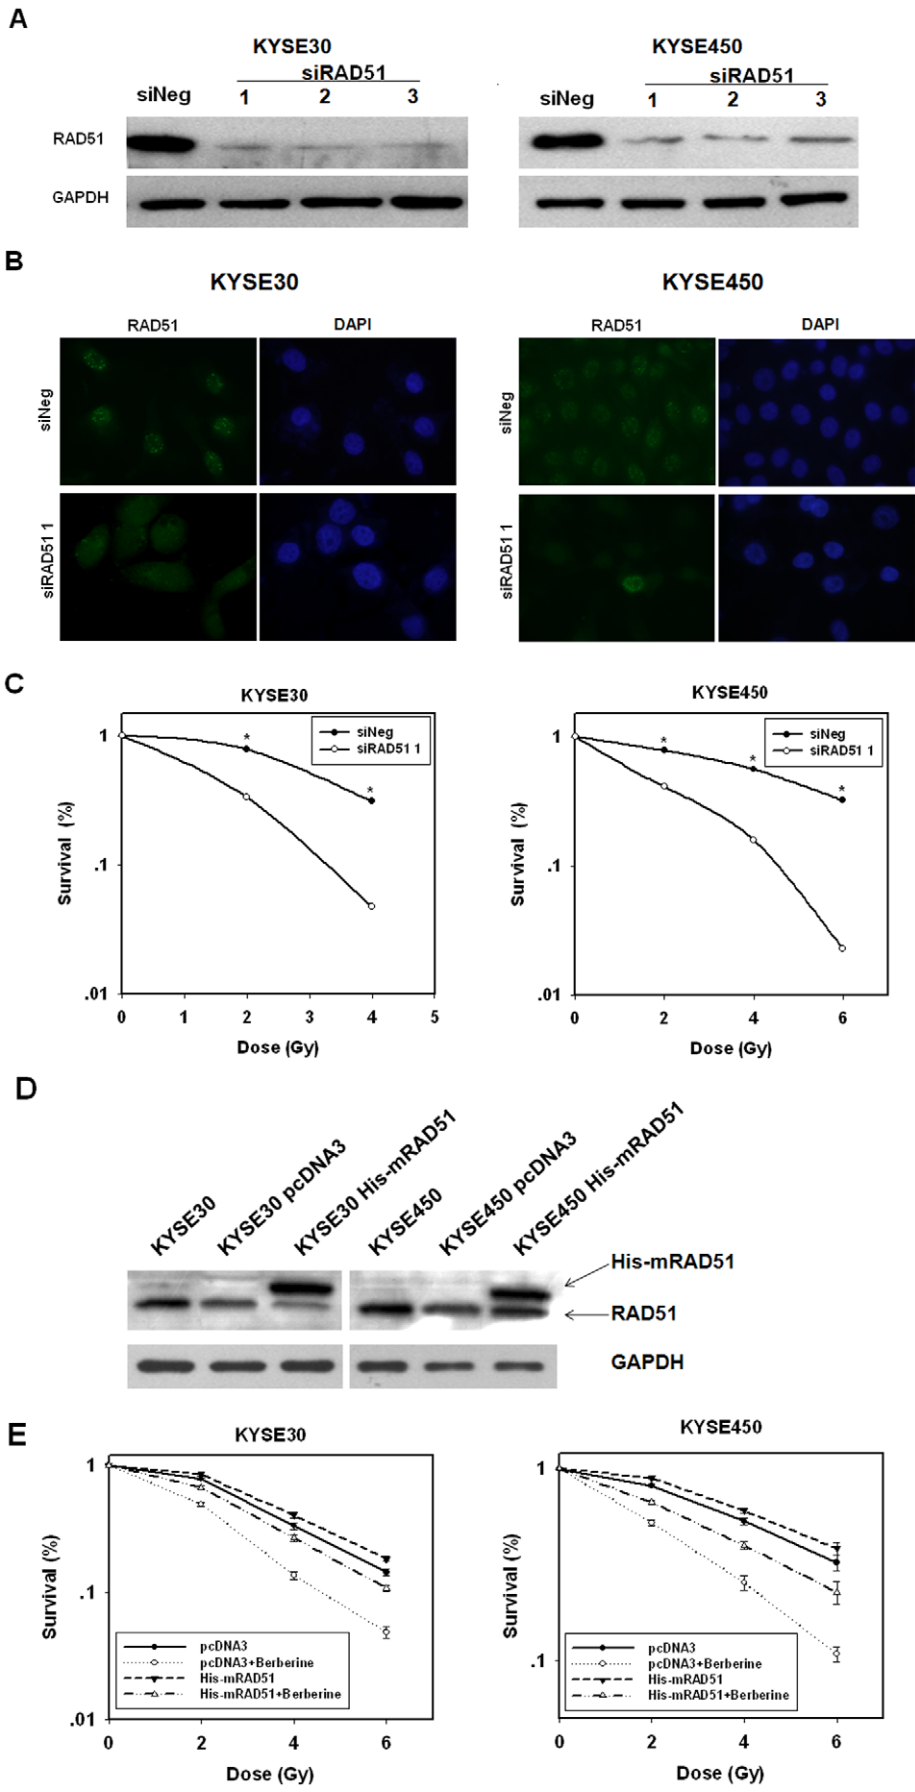 A
KYSE30
siRAD51
siNeg 1 2 3
KYSE450
siRAD51
siNeg 1 2 3
RAD51
GAPDH
B
KYSE30
KYSE450
RAD51 DAPI RAD51 DAPI
siNeg
siRAD51 1
siNeg
siRAD51 1
C
KYSE30
siNeg
siRAD51 1
Survival (%)
1
.1
.01
* *
0 1 2 3 4 5
Dose (Gy)
KYSE450
siNeg
siRAD51 1
Survival (%)
1
.1
.01
* * *
0 2 4 6
Dose (Gy)
D
KYSE30
KYSE30 pcDNA3
KYSE30 His-mRAD51
KYSE450
KYSE450 pcDNA3
KYSE450 His-mRAD51
His-mRAD51
RAD51
GAPDH
E
KYSE30
Survival (%)
1
.1
.01
pcDNA3
pcDNA3+Berberine
His-mRAD51
His-mRAD51+Berberine
0 2 4 6
Dose (Gy)
KYSE450
Survival (%)
1
.1
pcDNA3
pcDNA3+Berberine
His-mRAD51
His-mRAD51+Berberine
0 2 4 6
Dose (Gy)